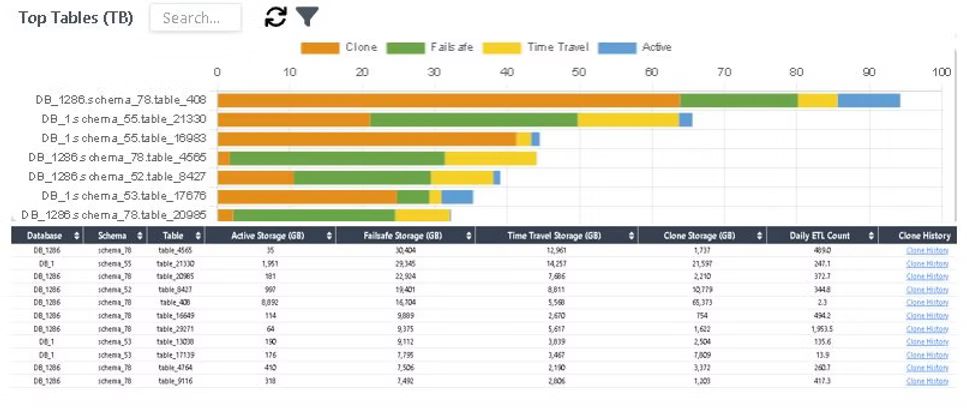 Top Tables (TB) Search...
Clone Failsafe Time Travel Active
0 10 20 30 40 50 60 70 80 90 100
DB_1286.schema_78.table_408
DB_1.schema_55.table_21330
DB_1.schema_55.table_16983
DB_1286.schema_78.table_4565
DB_1286.schema_52.table_8427
DB_1.schema_53.table_17676
DB_1286.schema_78.table_20985
Database Schema Table Active Storage (GB) Failsafe Storage (GB) Time Travel Storage (GB) Clone Storage (GB) Daily ETL Count Clone History
DB_1286 schema_78 table_4565 35 30,404 12,961 1,737 489.0 Clone History
DB_1 schema_55 table_21330 1,951 29,345 14,257 21,597 247.1 Clone History
DB_1286 schema_78 table_20985 181 22,924 7,686 2,210 372.7 Clone History
DB_1286 schema_52 table_8427 997 19,401 8,811 10,779 344.8 Clone History
DB_1286 schema_78 table_408 8,892 16,704 5,568 65,373 2.3 Clone History
DB_1286 schema_78 table_16649 114 9,889 2,670 754 494.2 Clone History
DB_1286 schema_78 table_29271 64 9,375 5,617 1,622 1,953.5 Clone History
DB_1 schema_53 table_13038 190 9,112 3,839 2,504 135.6 Clone History
DB_1 schema_53 table_17139 176 7,795 3,467 7,809 13.9 Clone History
DB_1286 schema_78 table_4764 410 7,506 2,190 3,372 260.7 Clone History
DB_1286 schema_78 table_9116 318 7,492 2,806 1,203 417.3 Clone History